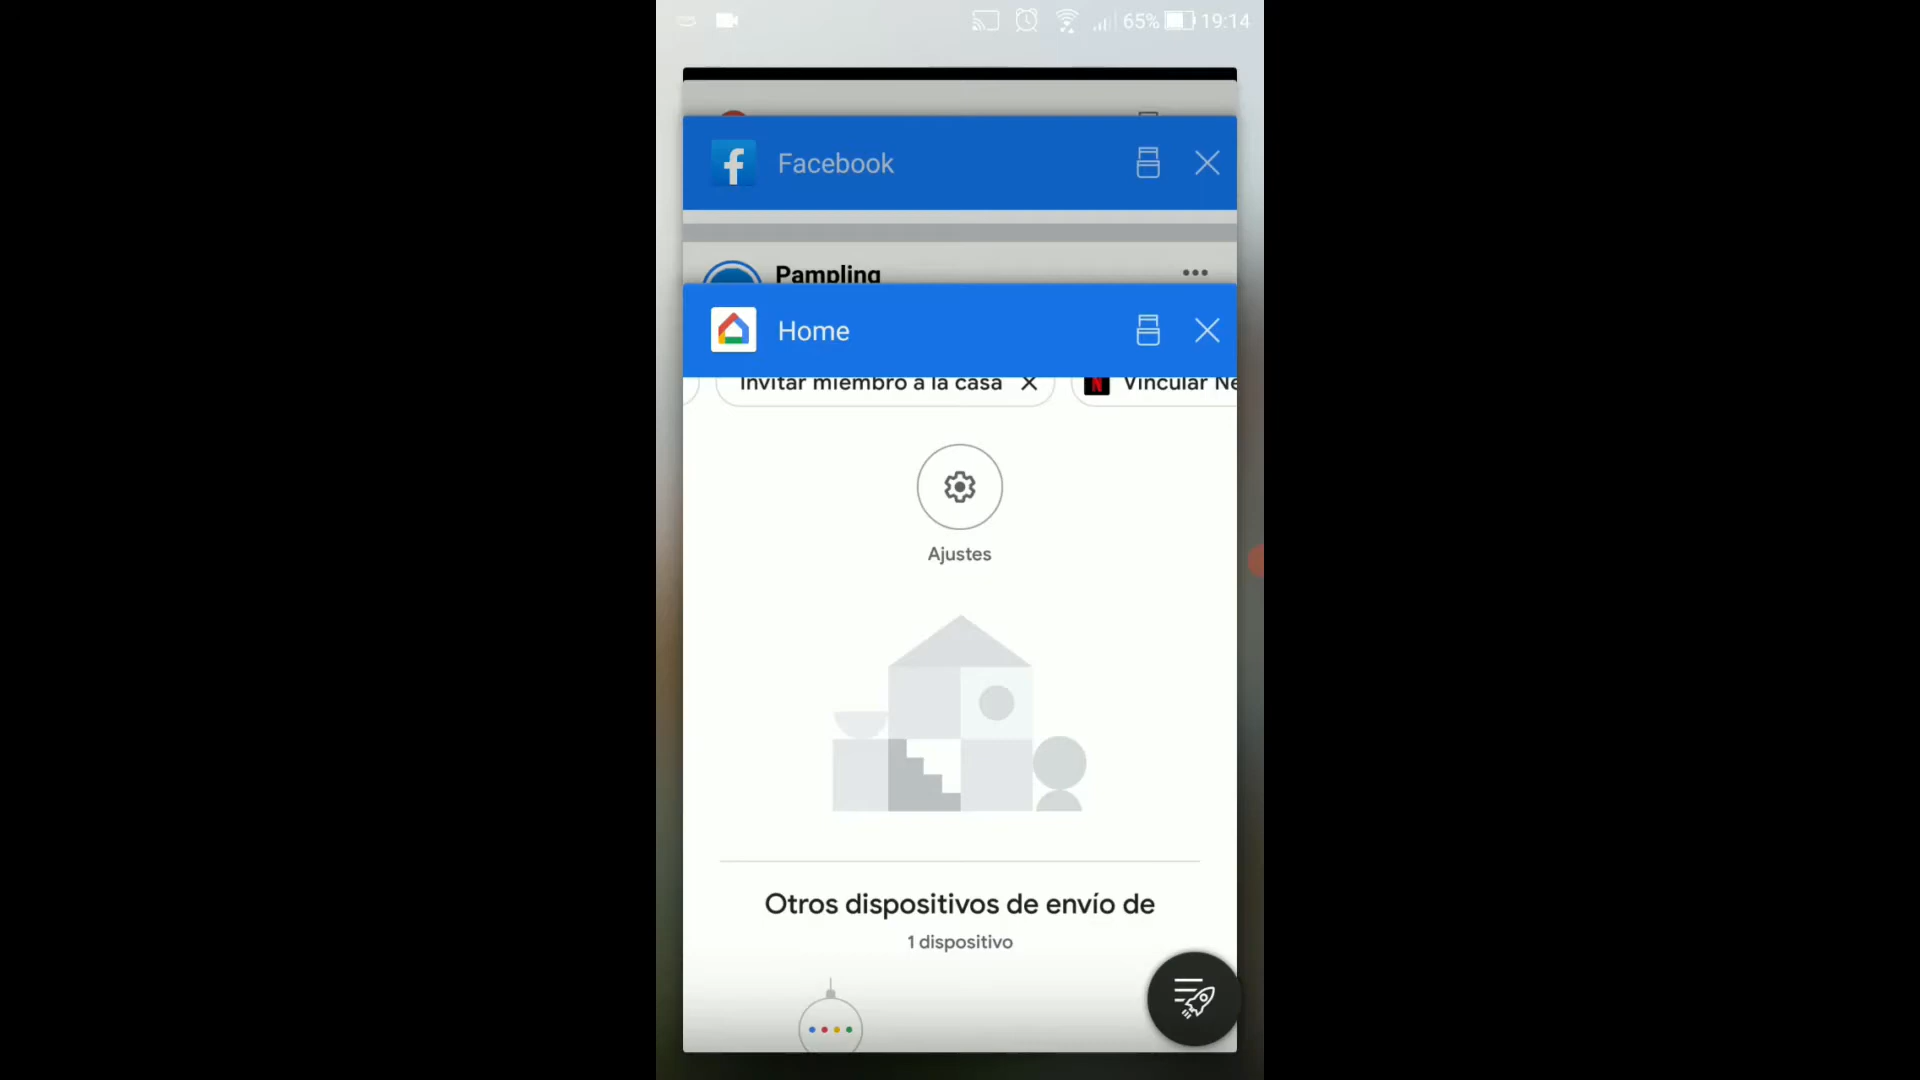 65% 19:14
Facebook
Pampling
Home
Invitar miembro a la casa
Vincular Ne
Ajustes
Otros dispositivos de envío de
1 dispositivo